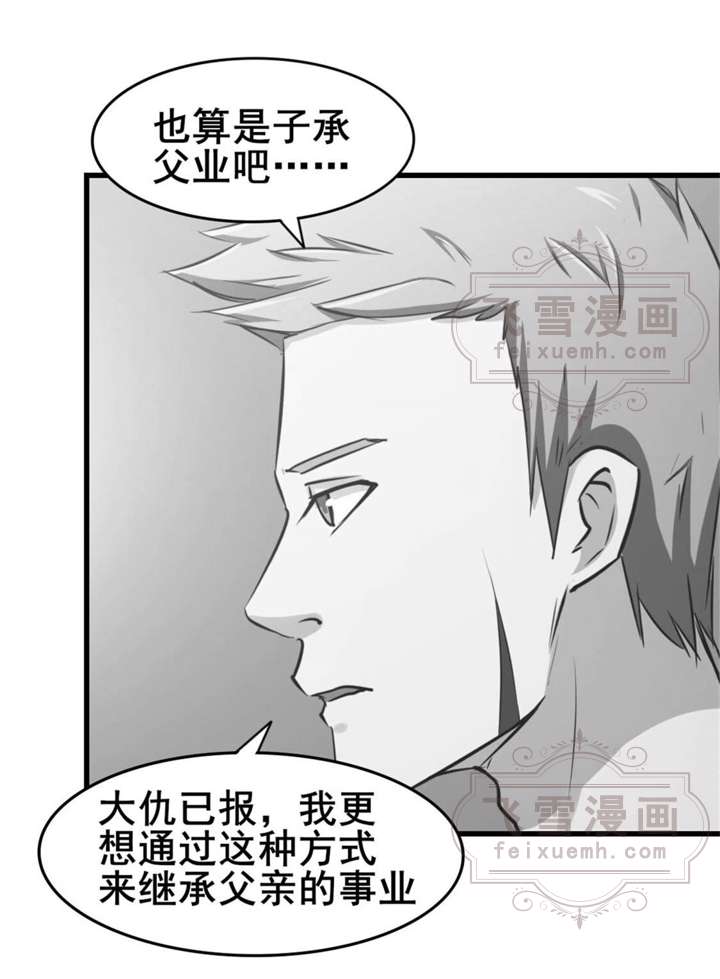 也算是子承
父业吧……
飞雪漫画
feixuemh.com
大仇已报，我更
想通过这种方式
来继承父亲的事业
飞雪漫画
feixuemh.com